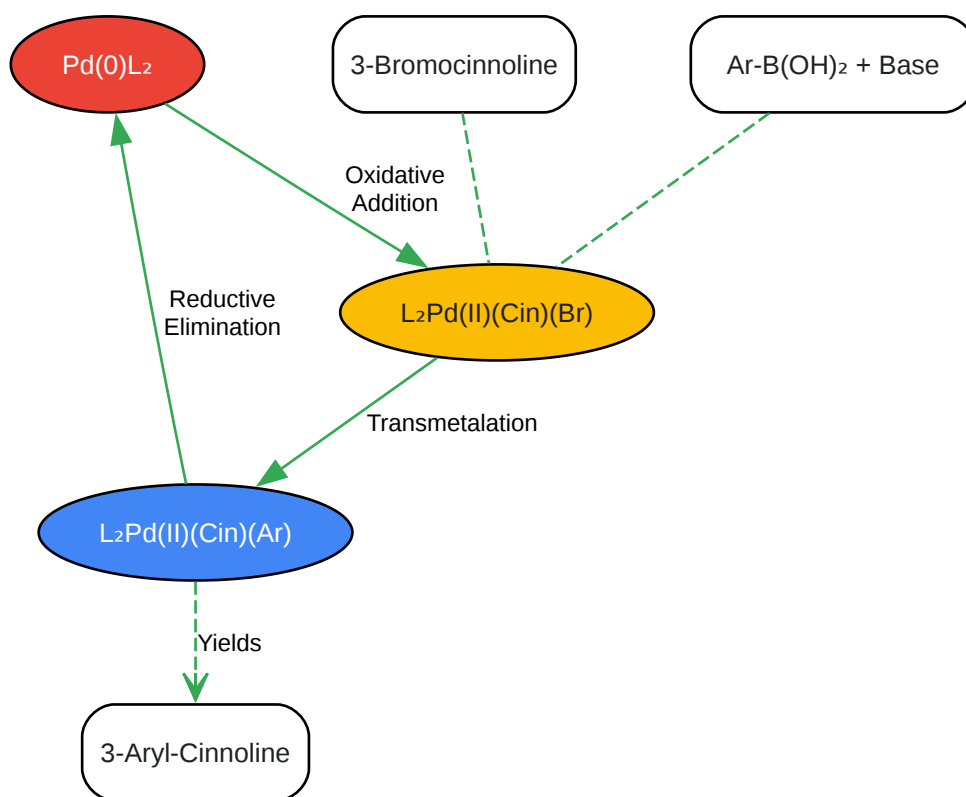 Pd(0)L₂
3-Bromocinnoline
Ar-B(OH)₂ + Base
Oxidative
Addition
Reductive
Elimination
L₂Pd(II)(Cin)(Br)
Transmetalation
L₂Pd(II)(Cin)(Ar)
Yields
3-Aryl-Cinnoline